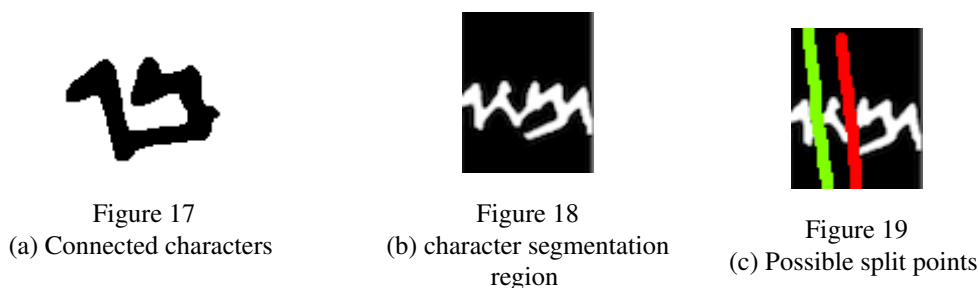 Figure 17
(a) Connected characters
Figure 18
(b) character segmentation
region
Figure 19
(c) Possible split points